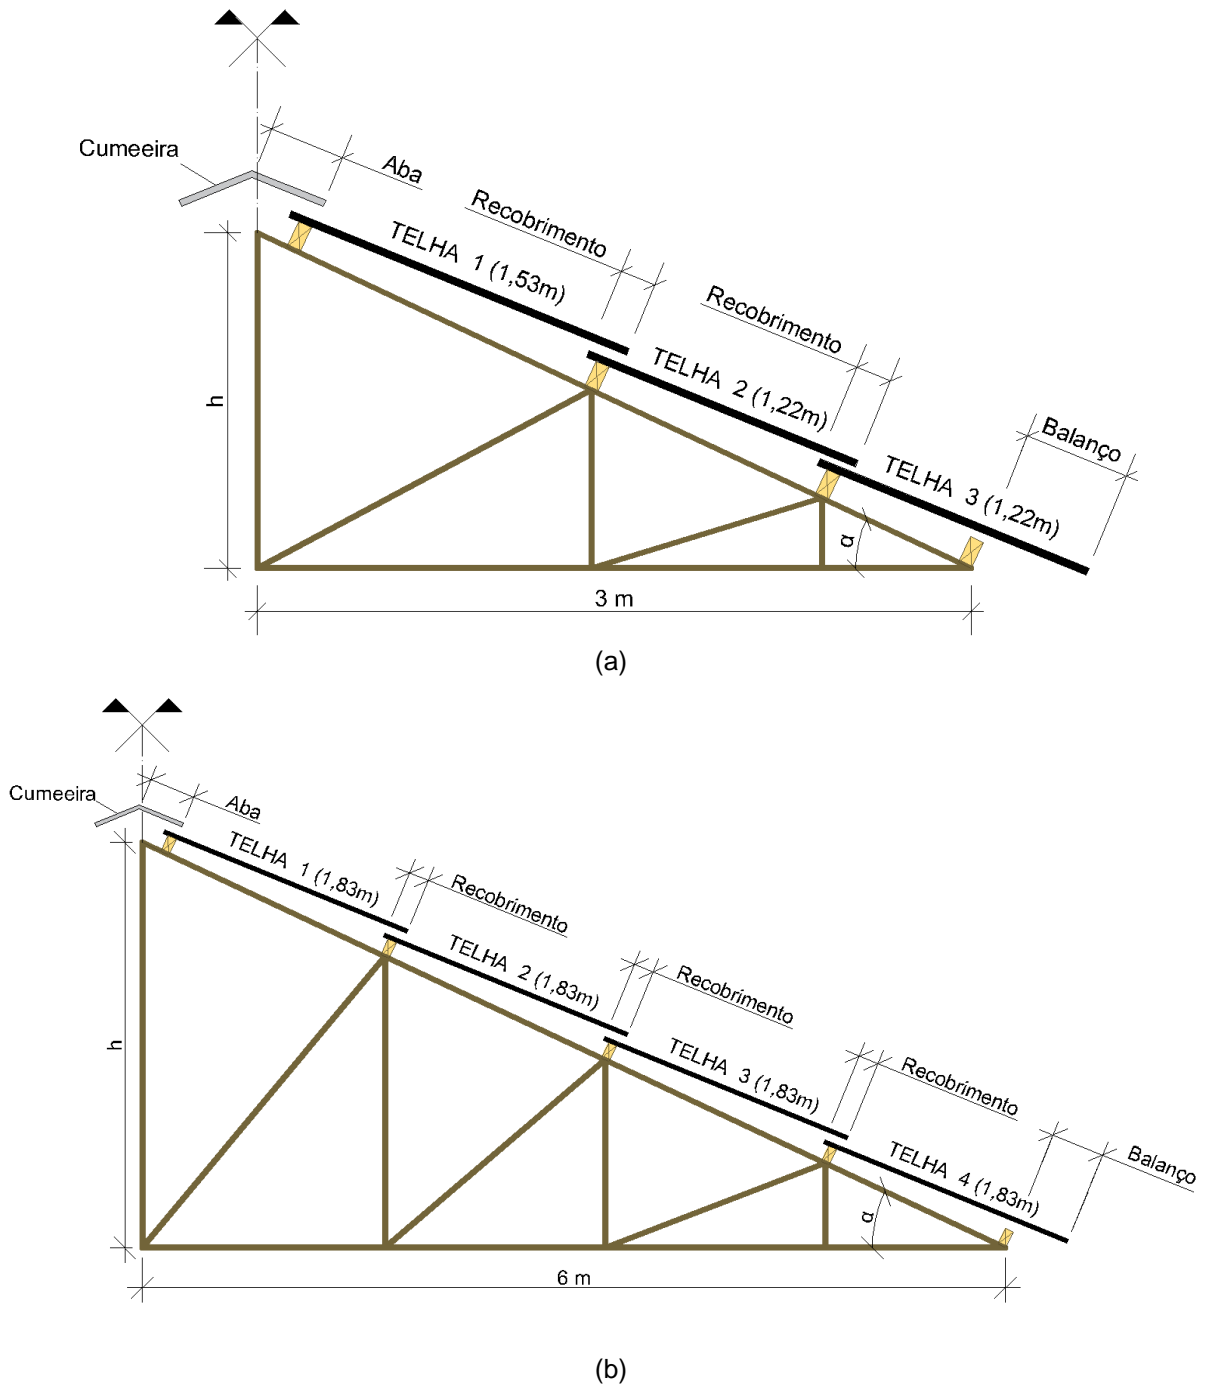 Cumeeira
Aba
Recobrimento
TELHA 1 (1,53m)
Recobrimento
TELHA 2 (1,22m)
Balanço
TELHA 3 (1,22m)
h
α
3 m
(a)
Cumeeira
Aba
TELHA 1 (1,83m)
Recobrimento
TELHA 2 (1,83m)
Recobrimento
TELHA 3 (1,83m)
Recobrimento
Balanço
TELHA 4 (1,83m)
h
α
6 m
(b)